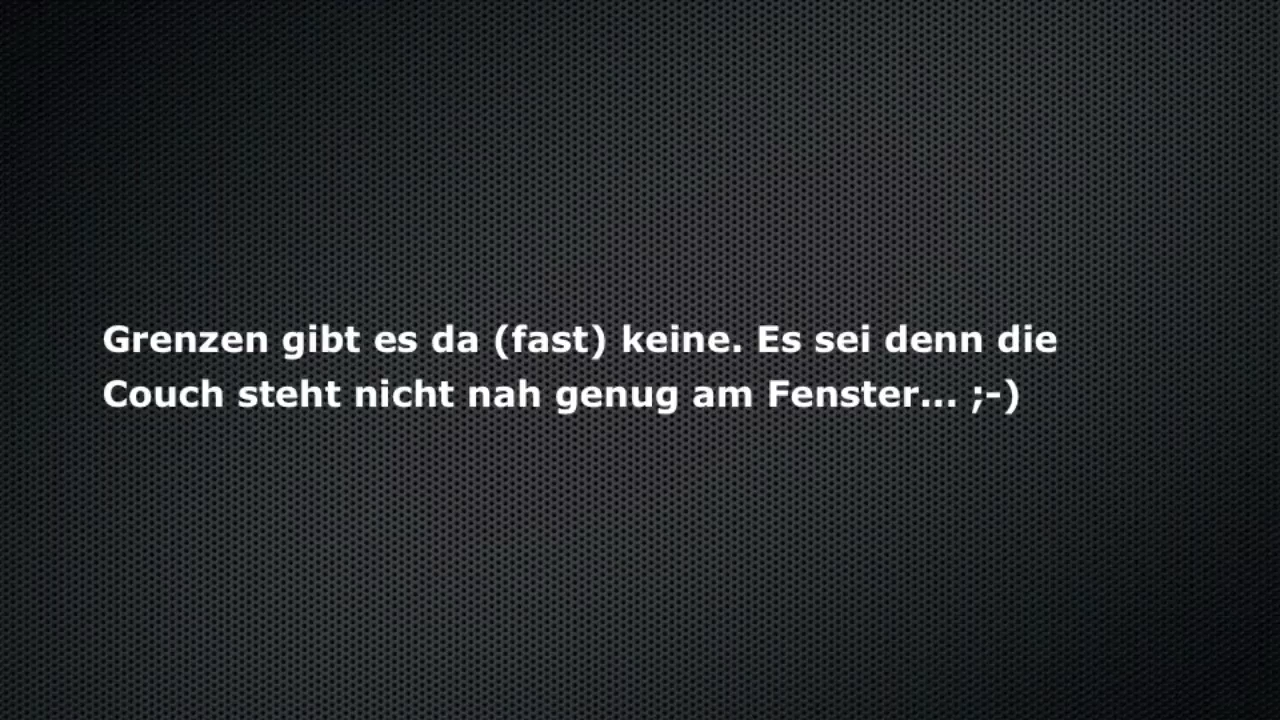 Grenzen gibt es da (fast) keine. Es sei denn die
Couch steht nicht nah genug am Fenster... ;-)